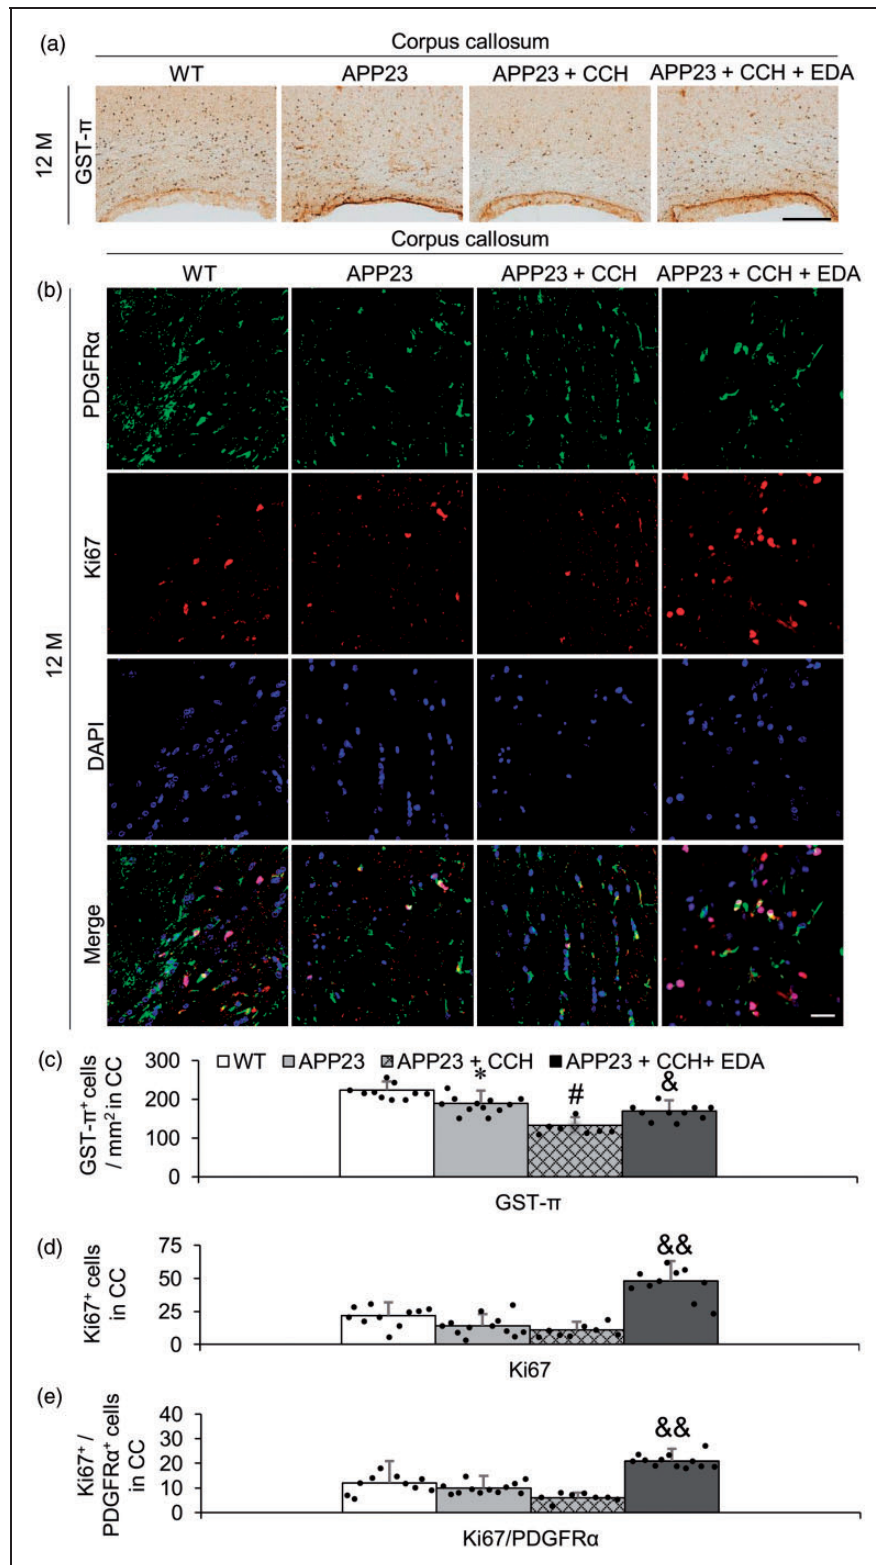 (a)
Corpus callosum
WT APP23 APP23 + CCH APP23 + CCH + EDA
12 M
GST-π
Corpus callosum
(b) WT APP23 APP23 + CCH APP23 + CCH + EDA
12 M
PDGFRα
Ki67
DAPI
Merge
(c)
WT APP23 APP23 + CCH APP23 + CCH+ EDA
GST-π⁺ cells
/ mm² in CC
300
200
100
0
* # &
GST-π
(d)
Ki67⁺ cells
in CC
75
50
25
0
&&
Ki67
(e)
Ki67⁺ /
PDGFRα⁺ cells
in CC
40
30
20
10
0
&&
Ki67/PDGFRα